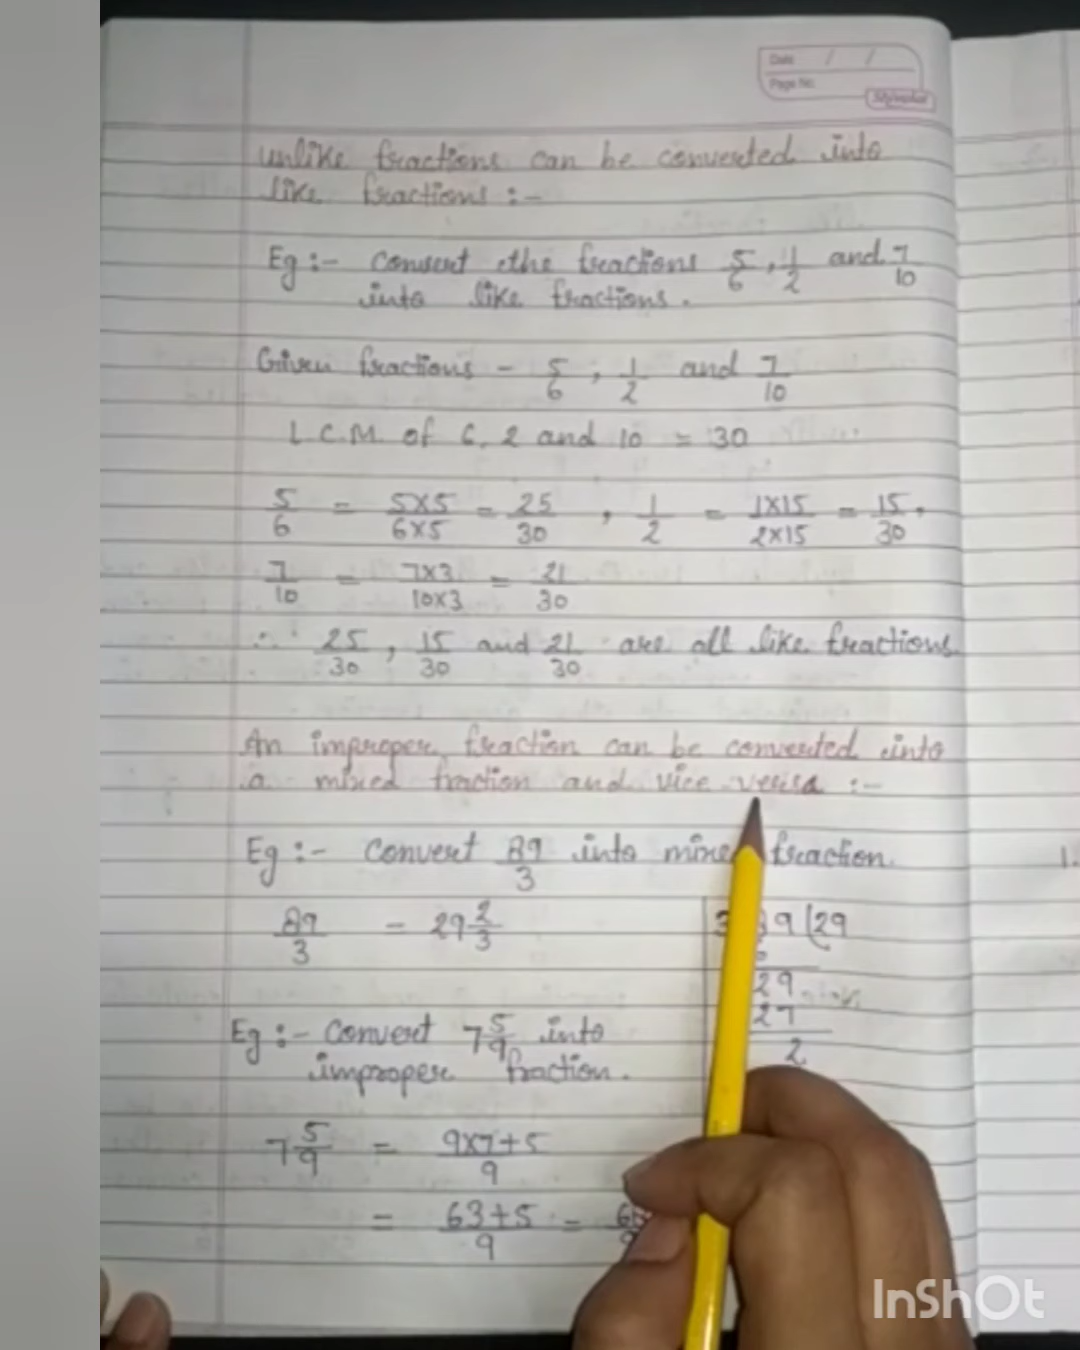 Date / /
Page No.
Unlike fractions can be converted into
like fractions :-
Eg :- Convert the fractions 5/6, 1/2 and 7/10
into like fractions.
Given fractions - 5/6, 1/2 and 7/10
L.C.M. of 6, 2 and 10 = 30
5/6 = 5×5/6×5 = 25/30 , 1/2 = 1×15/2×15 = 15/30,
7/10 = 7×3/10×3 = 21/30
∴ 25/30, 15/30 and 21/30 are all like fractions
An improper fraction can be converted into
a mixed fraction and vice versa :-
Eg :- Convert 89/3 into mixed fraction.
89/3 = 29 2/3
3)89(29
6
29
27
2
Eg :- Convert 7 5/9 into
improper fraction.
7 5/9 = 9×7+5/9
= 63+5/9 =
1.
InShOt